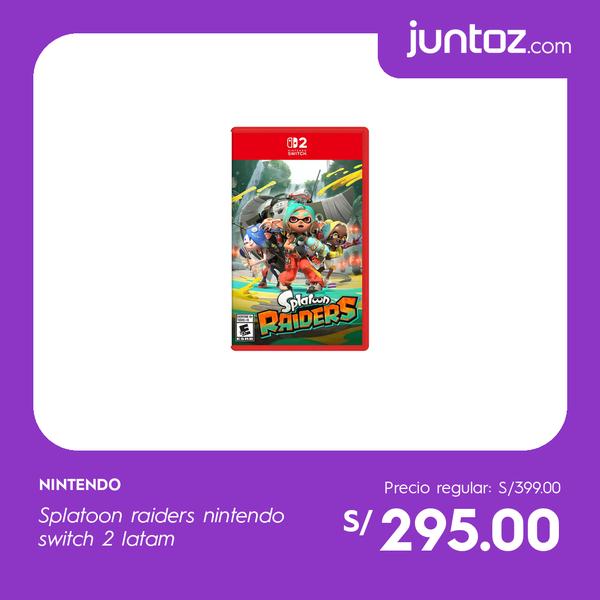 juntoz.com
2
NINTENDO
SWITCH
Splatoon
RAIDERS
E
NINTENDO
Precio regular: S/399.00
Splatoon raiders nintendo
switch 2 latam
S/ 295.00